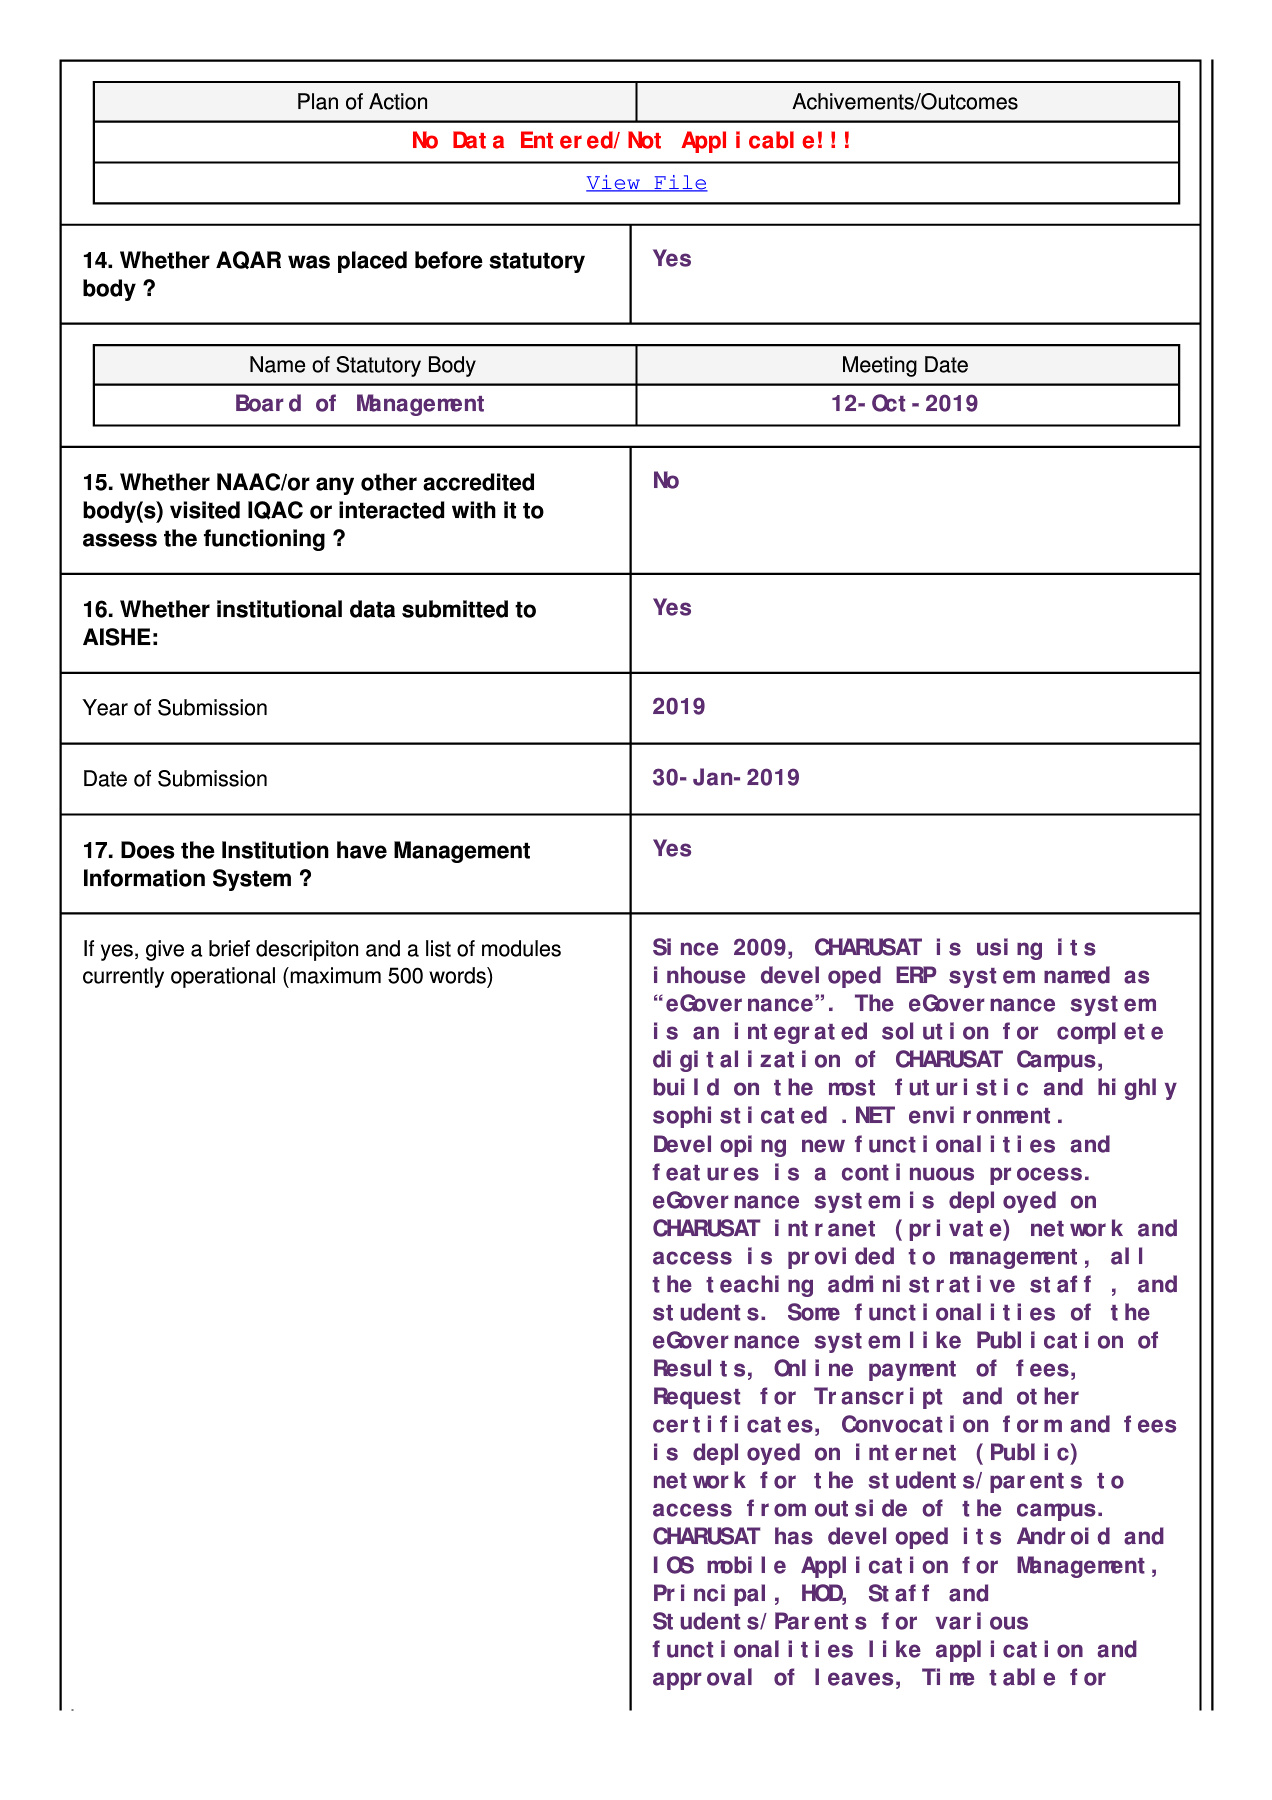 Plan of Action Achivements/Outcomes
No Data Entered/Not Applicable!!!
View File
14. Whether AQAR was placed before statutory
body ?
Yes
Name of Statutory Body Meeting Date
Board of Management 12-Oct-2019
15. Whether NAAC/or any other accredited
body(s) visited IQAC or interacted with it to
assess the functioning ?
No
16. Whether institutional data submitted to
AISHE:
Yes
Year of Submission 2019
Date of Submission 30-Jan-2019
17. Does the Institution have Management
Information System ?
Yes
If yes, give a brief descripiton and a list of modules
currently operational (maximum 500 words)
Since 2009, CHARUSAT is using its
inhouse developed ERP system named as
“eGovernance”. The eGovernance system
is an integrated solution for complete
digitalization of CHARUSAT Campus,
build on the most futuristic and highly
sophisticated .NET environment.
Developing new functionalities and
features is a continuous process.
eGovernance system is deployed on
CHARUSAT intranet (private) network and
access is provided to management, all
the teaching administrative staff , and
students. Some functionalities of the
eGovernance system like Publication of
Results, Online payment of fees,
Request for Transcript and other
certificates, Convocation form and fees
is deployed on internet (Public)
network for the students/parents to
access from outside of the campus.
CHARUSAT has developed its Android and
IOS mobile Application for Management,
Principal, HOD, Staff and
Students/Parents for various
functionalities like application and
approval of leaves, Time table for